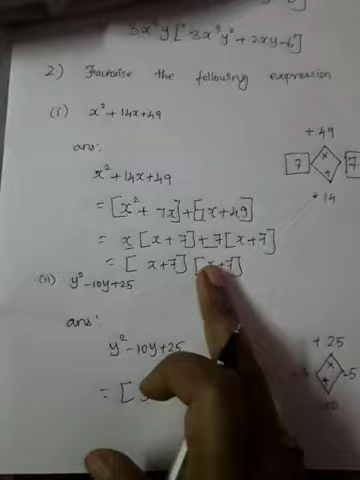 3x²y [ 3x³y² + 2xy - 6 ]
2.) Factorise the following expression
(i) x² + 14x + 49
ans:
x² + 14x + 49
= [x² + 7x] + [7x + 49]
= x [x + 7] + 7 [x + 7]
= [ x + 7] [x + 7]
+ 49
7 × 7
+
+ 14
(ii) y² - 10y + 25
ans:
y² - 10y + 25
= [
+ 25
× -5
+